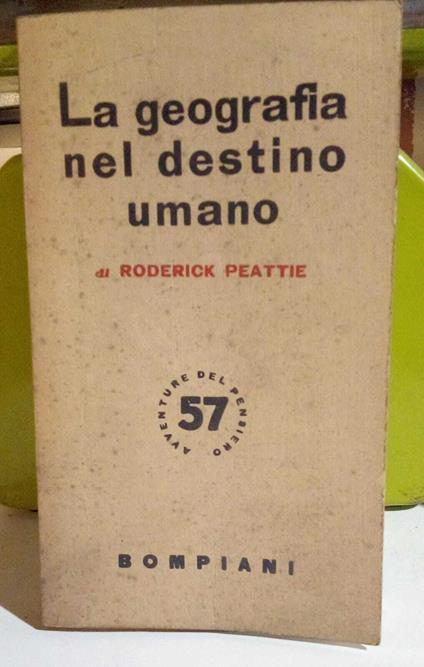 La geografia
nel destino
umano
di RODERICK PEATTIE
AVVENTURE DEL PENSIERO
57
BOMPIANI